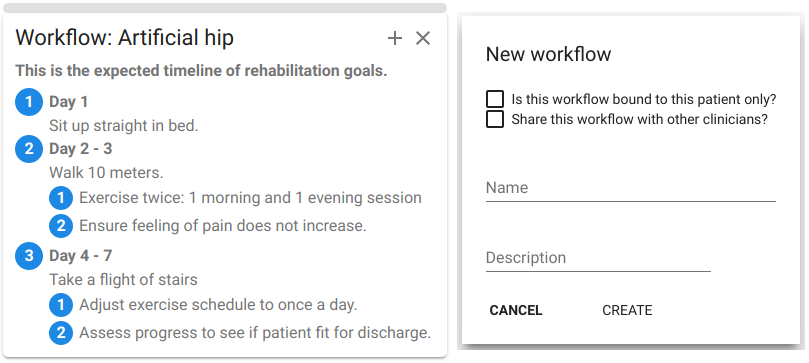 Workflow: Artificial hip
This is the expected timeline of rehabilitation goals.
1 Day 1
Sit up straight in bed.
2 Day 2 - 3
Walk 10 meters.
1 Exercise twice: 1 morning and 1 evening session
2 Ensure feeling of pain does not increase.
3 Day 4 - 7
Take a flight of stairs
1 Adjust exercise schedule to once a day.
2 Assess progress to see if patient fit for discharge.
New workflow
Is this workflow bound to this patient only?
Share this workflow with other clinicians?
Name
Description
CANCEL CREATE